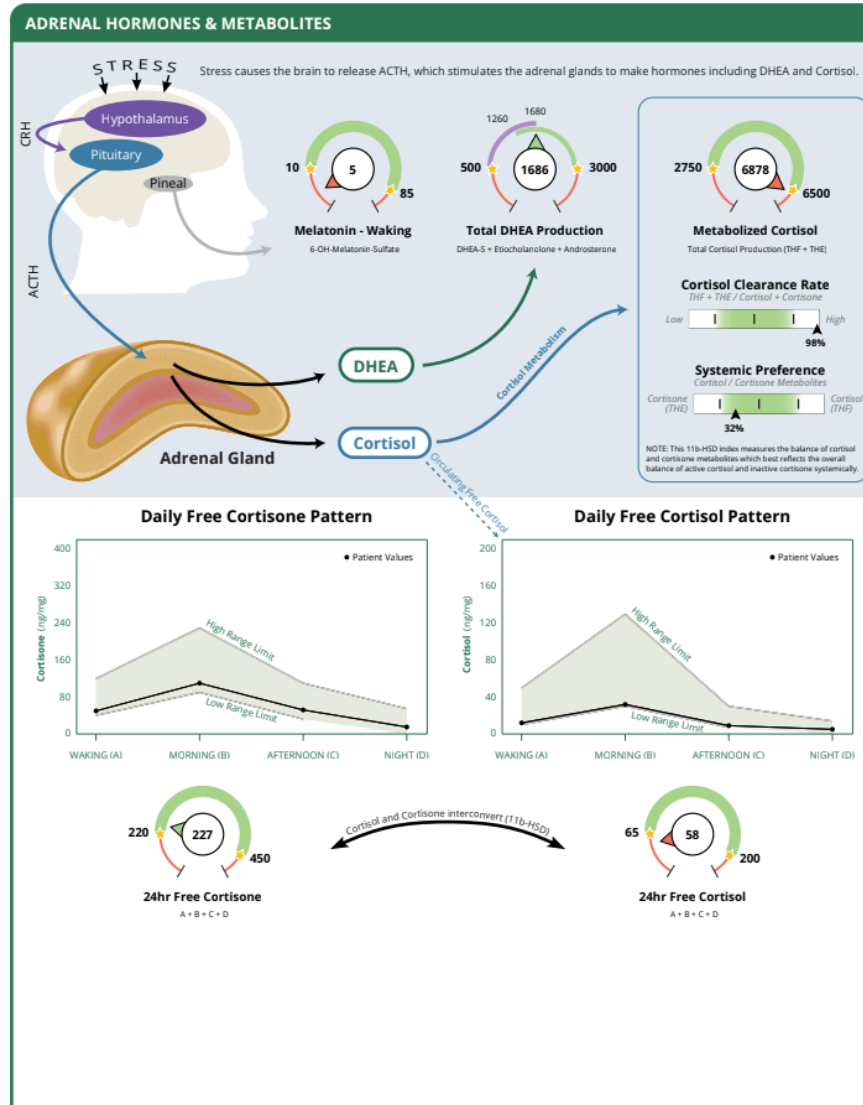 ADRENAL HORMONES & METABOLITES
STRESS
Stress causes the brain to release ACTH, which stimulates the adrenal glands to make hormones including DHEA and Cortisol.
CRH
Hypothalamus
Pituitary
Pineal
ACTH
10
5
85
Melatonin - Waking
6-OH-Melatonin-Sulfate
1260
1680
500
1686
3000
Total DHEA Production
DHEA-S + Etiocholanolone + Androsterone
2750
6878
6500
Metabolized Cortisol
Total Cortisol Production (THF + THE)
Cortisol Clearance Rate
THF + THE / Cortisol + Cortisone
Low
High
98%
Systemic Preference
Cortisol / Cortisone Metabolites
Cortisone
(THE)
Cortisol
(THF)
32%
NOTE: This 11b-HSD index measures the balance of cortisol
and cortisone metabolites which best reflects the overall
balance of active cortisol and inactive cortisone systemically.
DHEA
Cortisol
Cortisol Metabolism
Circulating Free Cortisol
Adrenal Gland
Daily Free Cortisone Pattern
400
320
240
160
80
0
Cortisone (ng/mg)
Patient Values
High Range Limit
Low Range Limit
WAKING (A)
MORNING (B)
AFTERNOON (C)
NIGHT (D)
Daily Free Cortisol Pattern
200
160
120
80
40
0
Cortisol (ng/mg)
Patient Values
High Range Limit
Low Range Limit
WAKING (A)
MORNING (B)
AFTERNOON (C)
NIGHT (D)
220
227
450
24hr Free Cortisone
A + B + C + D
Cortisol and Cortisone interconvert (11b-HSD)
65
58
200
24hr Free Cortisol
A + B + C + D